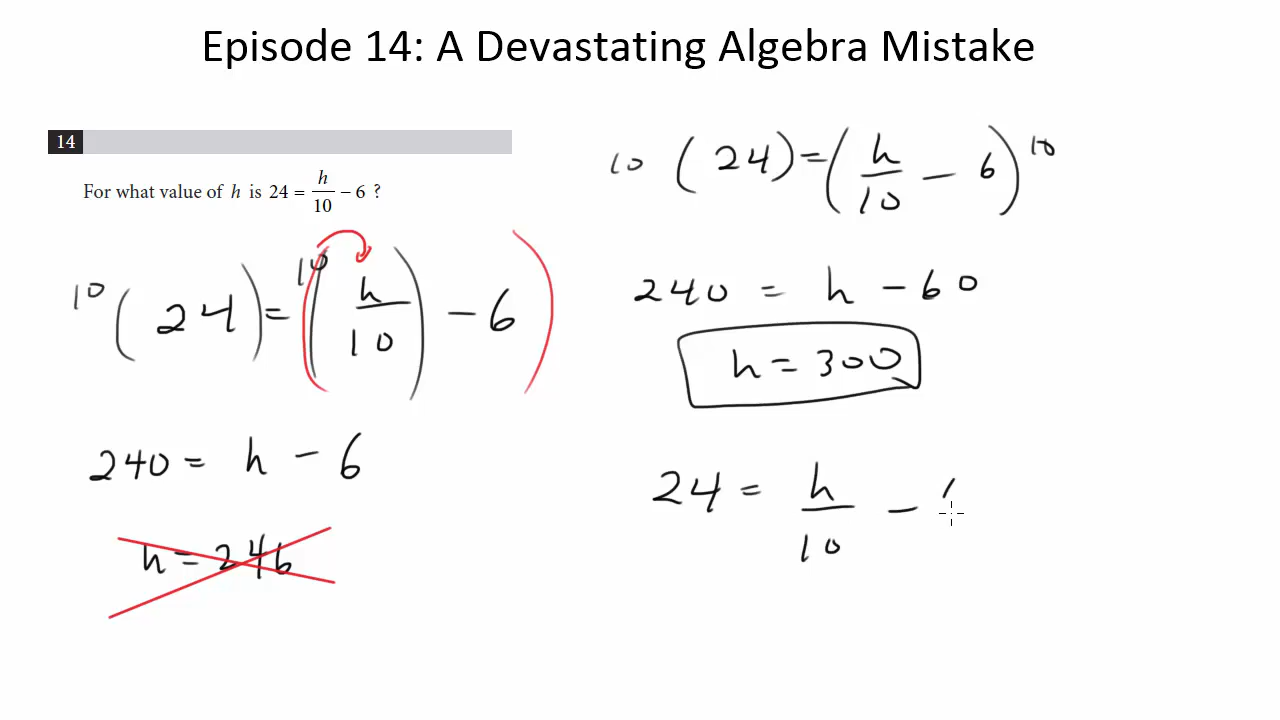 Episode 14: A Devastating Algebra Mistake
14
For what value of h is 24 = h/10 − 6 ?
10 (24) = 10(h/10) − 6)
240 = h − 6
h = 246
10 (24) = (h/10 − 6) 10
240 = h − 60
h = 300
24 = h/10 −